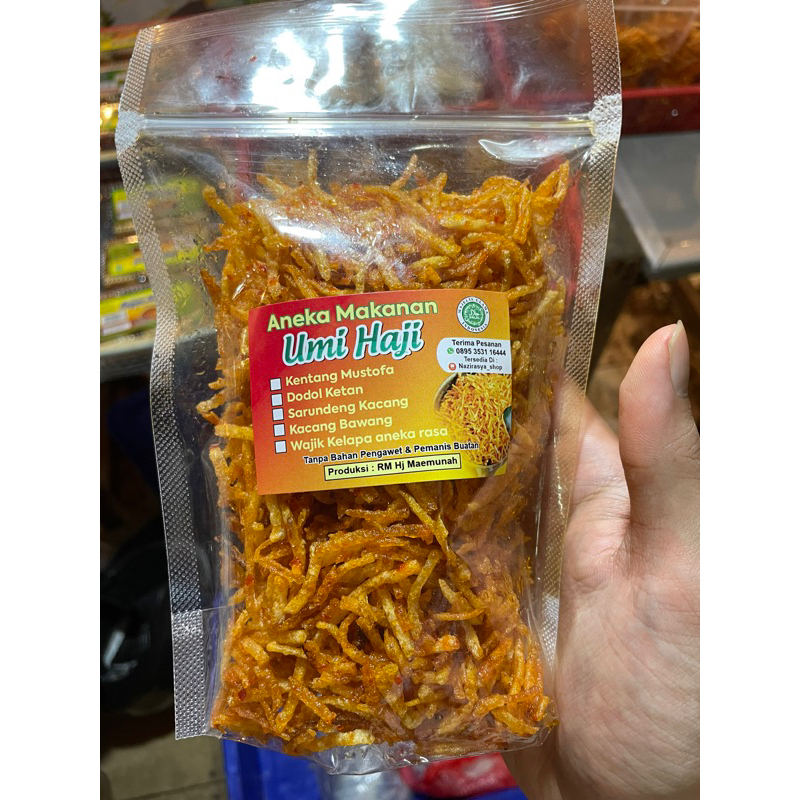 Aneka Makanan
Umi Haji
Terima Pesanan
0895 3531 16444
Tersedia Di :
Nazirasya_shop
Kentang Mustofa
Dodol Ketan
Sarundeng Kacang
Kacang Bawang
Wajik Kelapa aneka rasa
Tanpa Bahan Pengawet & Pemanis Buatan
Produksi : RM Hj Maemunah